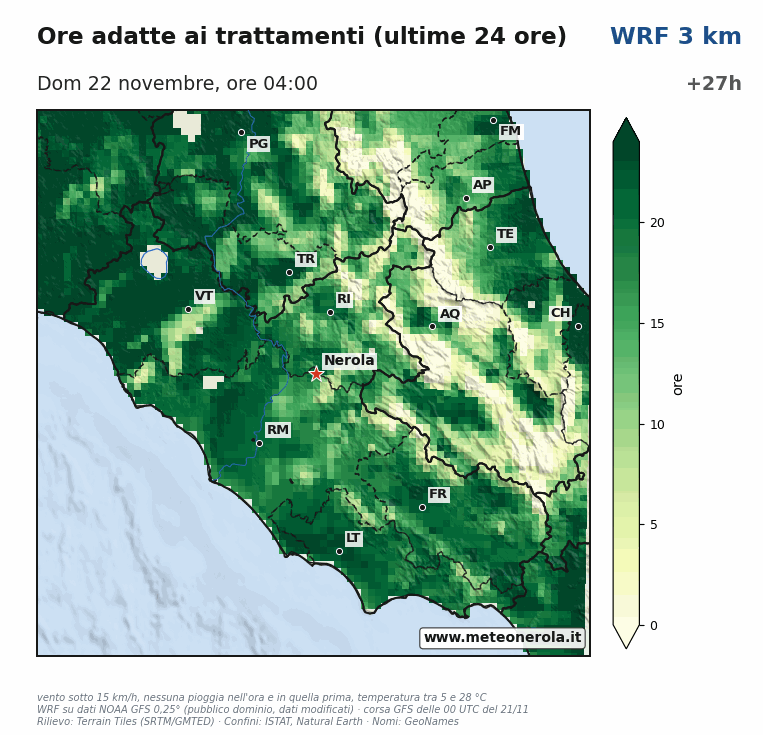 Ore adatte ai trattamenti (ultime 24 ore) WRF 3 km
Dom 22 novembre, ore 04:00 +27h
FM
PG
AP
TE
TR
RI
VT
AQ
CH
Nerola
RM
FR
LT
www.meteonerola.it
20
15
10
5
0
ore
vento sotto 15 km/h, nessuna pioggia nell'ora e in quella prima, temperatura tra 5 e 28 °C
WRF su dati NOAA GFS 0,25° (pubblico dominio, dati modificati) · corsa GFS delle 00 UTC del 21/11
Rilievo: Terrain Tiles (SRTM/GMTED) · Confini: ISTAT, Natural Earth · Nomi: GeoNames